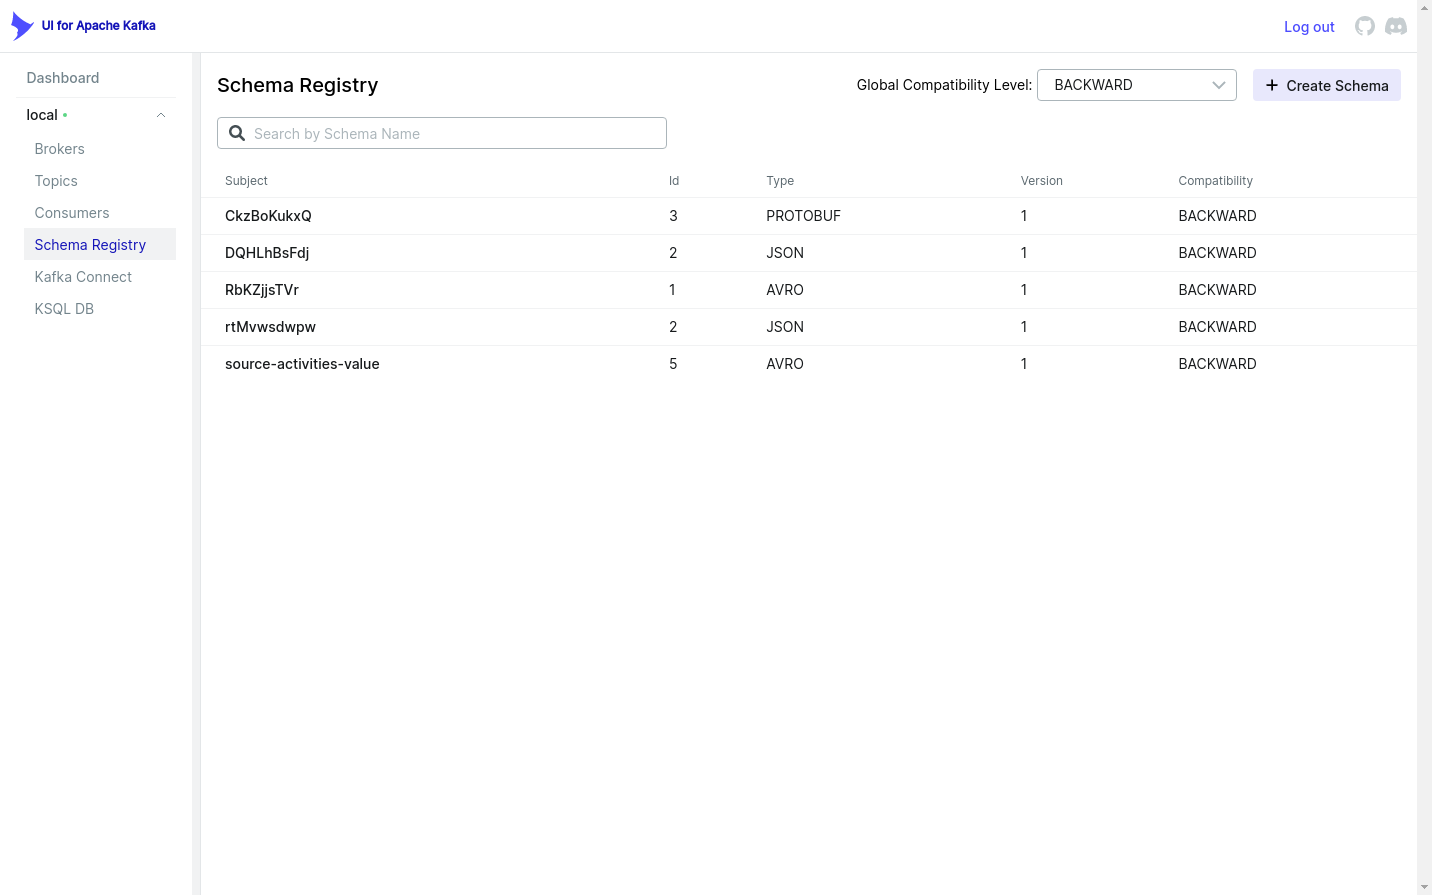 UI for Apache Kafka
Log out
Dashboard
local
Brokers
Topics
Consumers
Schema Registry
Kafka Connect
KSQL DB
Schema Registry
Global Compatibility Level: BACKWARD
Create Schema
Search by Schema Name
Subject Id Type Version Compatibility
CkzBoKukxQ 3 PROTOBUF 1 BACKWARD
DQHLhBsFdj 2 JSON 1 BACKWARD
RbKZjjsTVr 1 AVRO 1 BACKWARD
rtMvwsdwpw 2 JSON 1 BACKWARD
source-activities-value 5 AVRO 1 BACKWARD